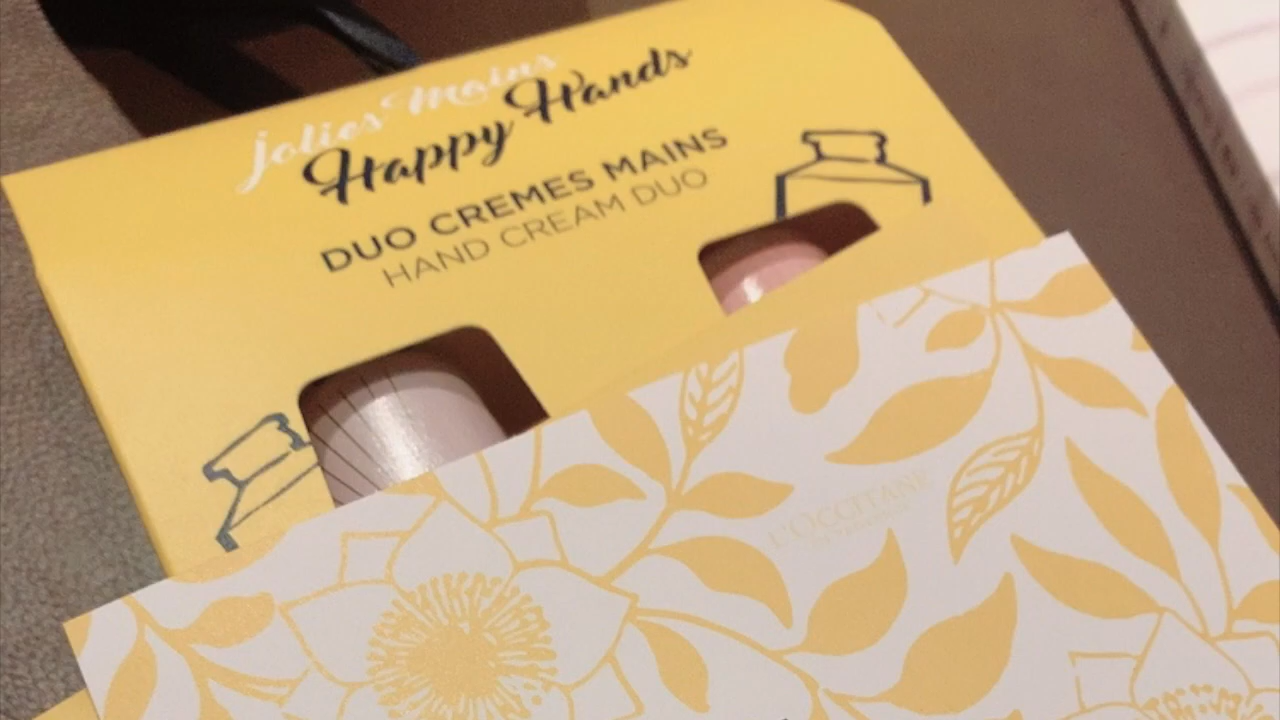 Jolies Mains
Happy Hands
DUO CREMES MAINS
HAND CREAM DUO
L'OCCITANE